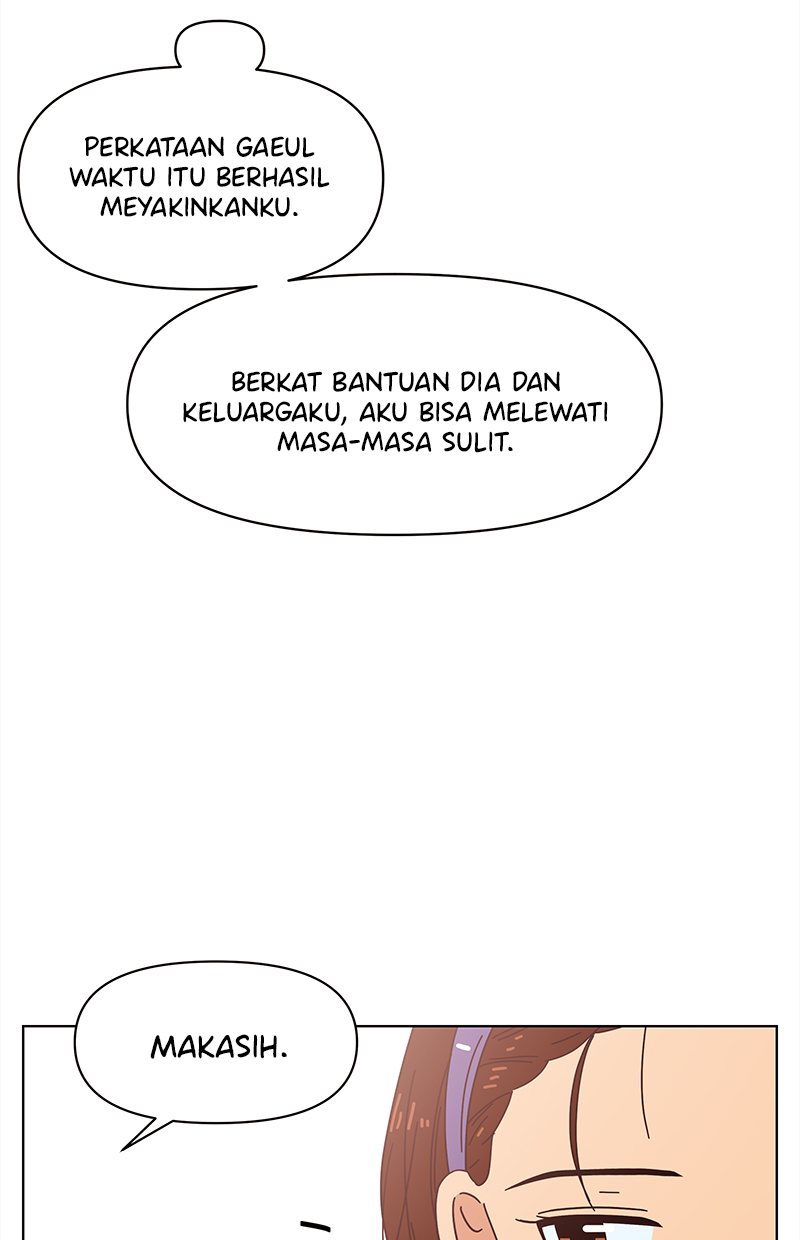 PERKATAAN GAEUL
WAKTU ITU BERHASIL
MEYAKINKANKU.
BERKAT BANTUAN DIA DAN
KELUARGAKU, AKU BISA MELEWATI
MASA-MASA SULIT.
MAKASIH.